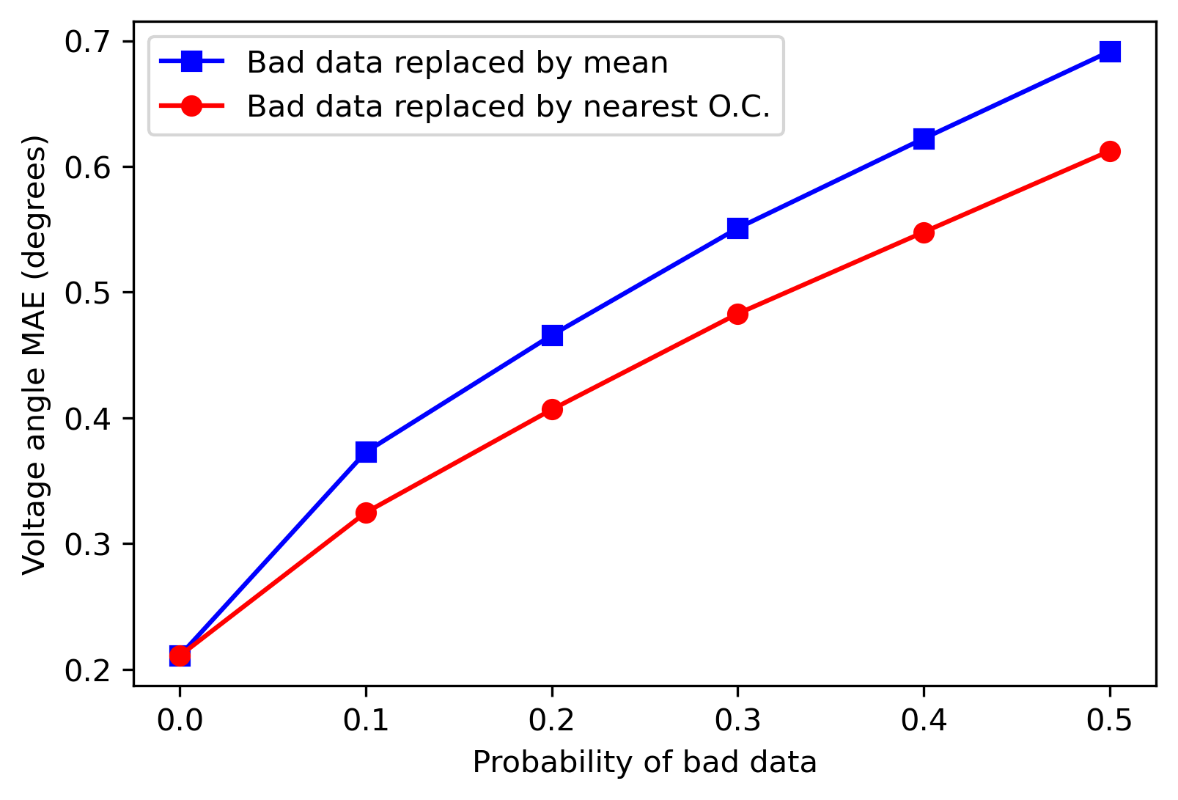 Bad data replaced by mean
Bad data replaced by nearest O.C.
Voltage angle MAE (degrees)
0.7
0.6
0.5
0.4
0.3
0.2
0.0 0.1 0.2 0.3 0.4 0.5
Probability of bad data